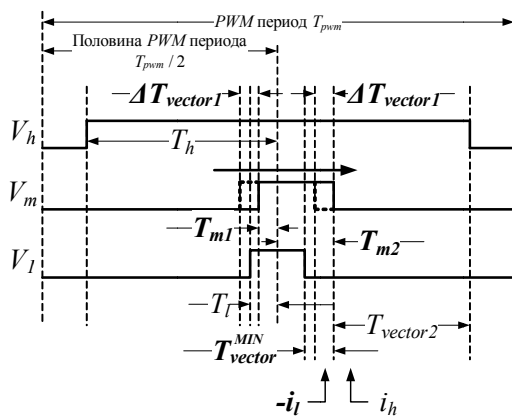 PWM период T_pwm
Половина PWM периода
T_pwm / 2
ΔT_vector1 ΔT_vector1
V_h
T_h
V_m
T_m1 T_m2
V_1
T_l T_vector2
T_vector^MIN
-i_l i_h